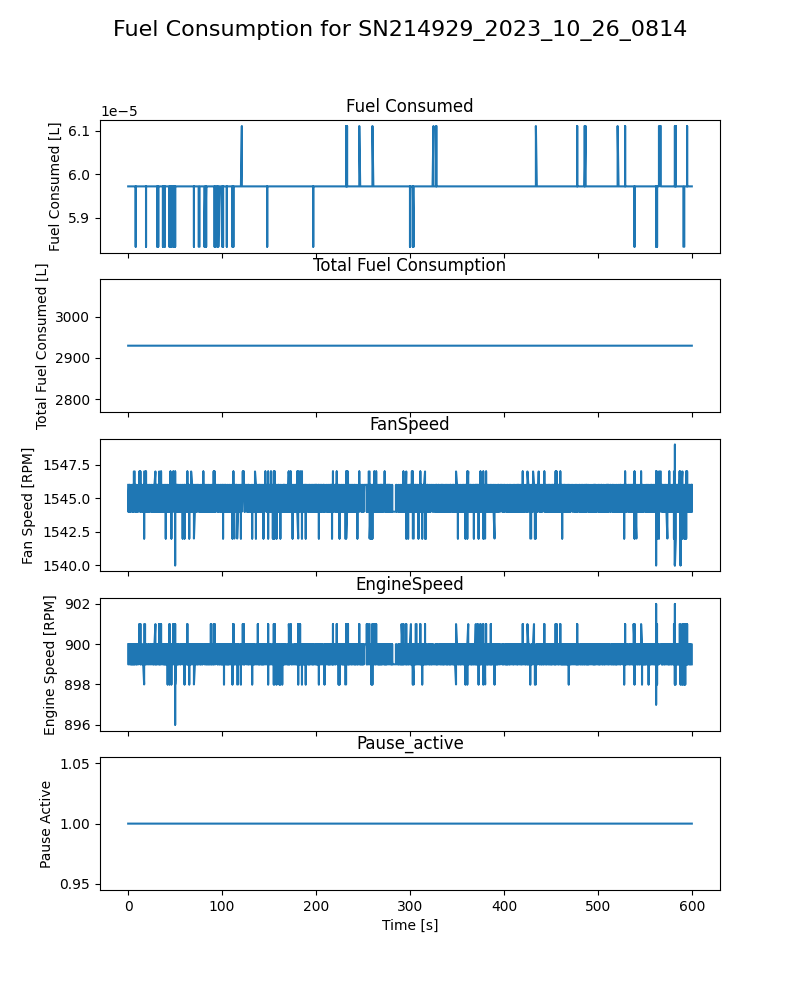 Fuel Consumption for SN214929_2023_10_26_0814
Fuel Consumed
1e−5
6.1
6.0
5.9
Fuel Consumed [L]
Total Fuel Consumption
3000
2900
2800
Total Fuel Consumed [L]
FanSpeed
1547.5
1545.0
1542.5
1540.0
Fan Speed [RPM]
EngineSpeed
902
900
898
896
Engine Speed [RPM]
Pause_active
1.05
1.00
0.95
Pause Active
0 100 200 300 400 500 600
Time [s]